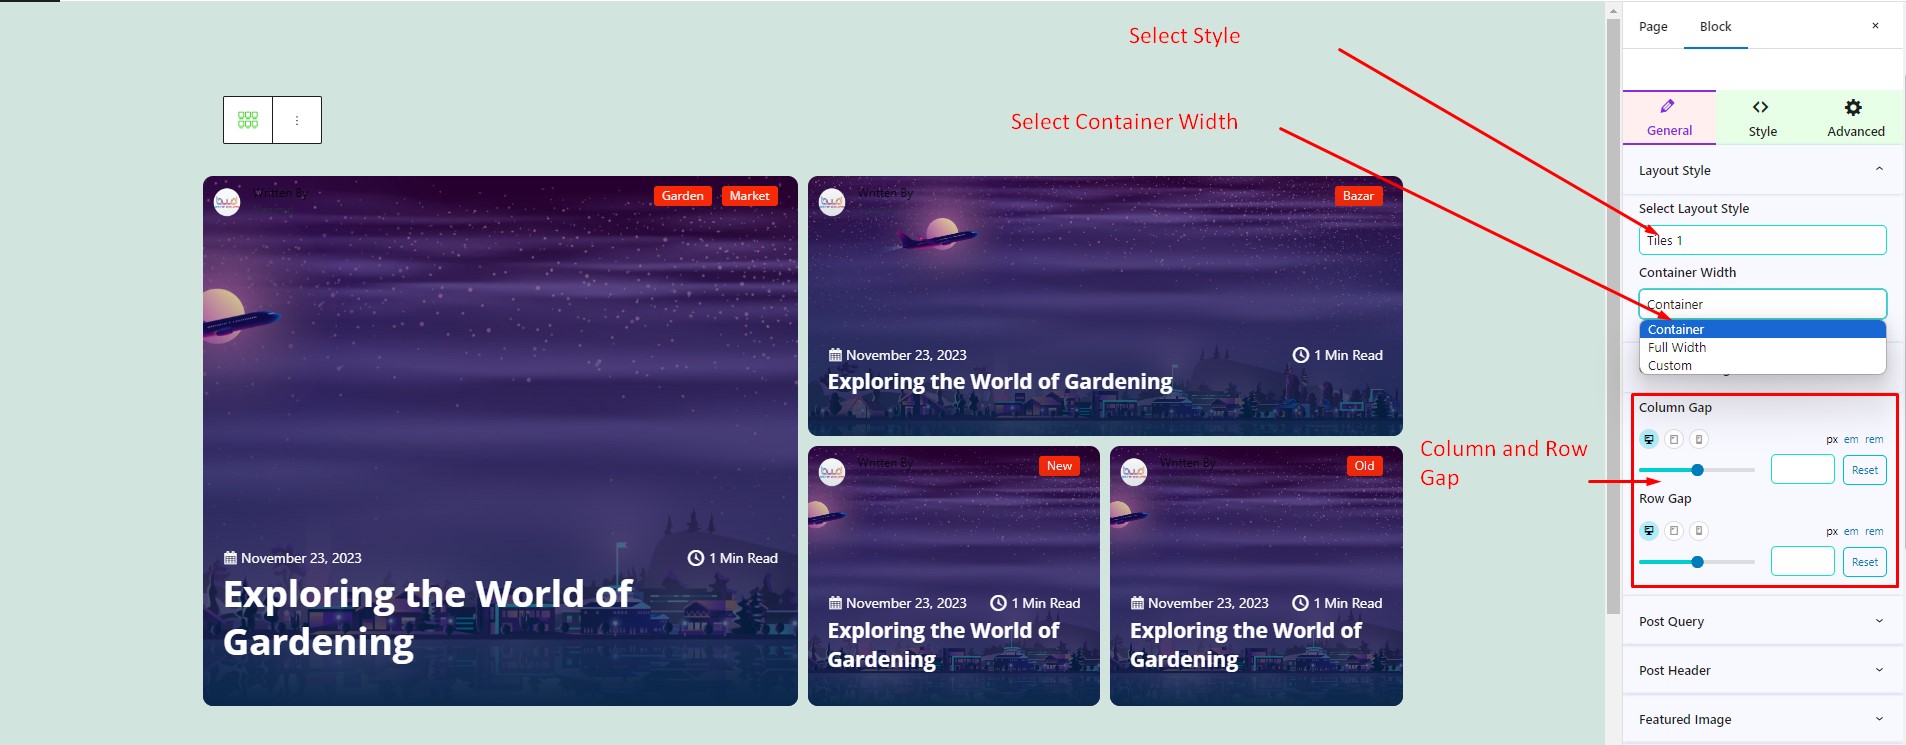 Select Style
Select Container Width
Column and Row
Gap
Written By
Garden
Market
November 23, 2023
1 Min Read
Exploring the World of
Gardening
Written By
Bazar
November 23, 2023
1 Min Read
Exploring the World of Gardening
Written By
New
November 23, 2023
1 Min Read
Exploring the World of
Gardening
Written By
Old
November 23, 2023
1 Min Read
Exploring the World of
Gardening
Page
Block
×
General
Style
Advanced
Layout Style
Select Layout Style
Tiles 1
Container Width
Container
Container
Full Width
Custom
Column Gap
px em rem
Reset
Row Gap
px em rem
Reset
Post Query
Post Header
Featured Image